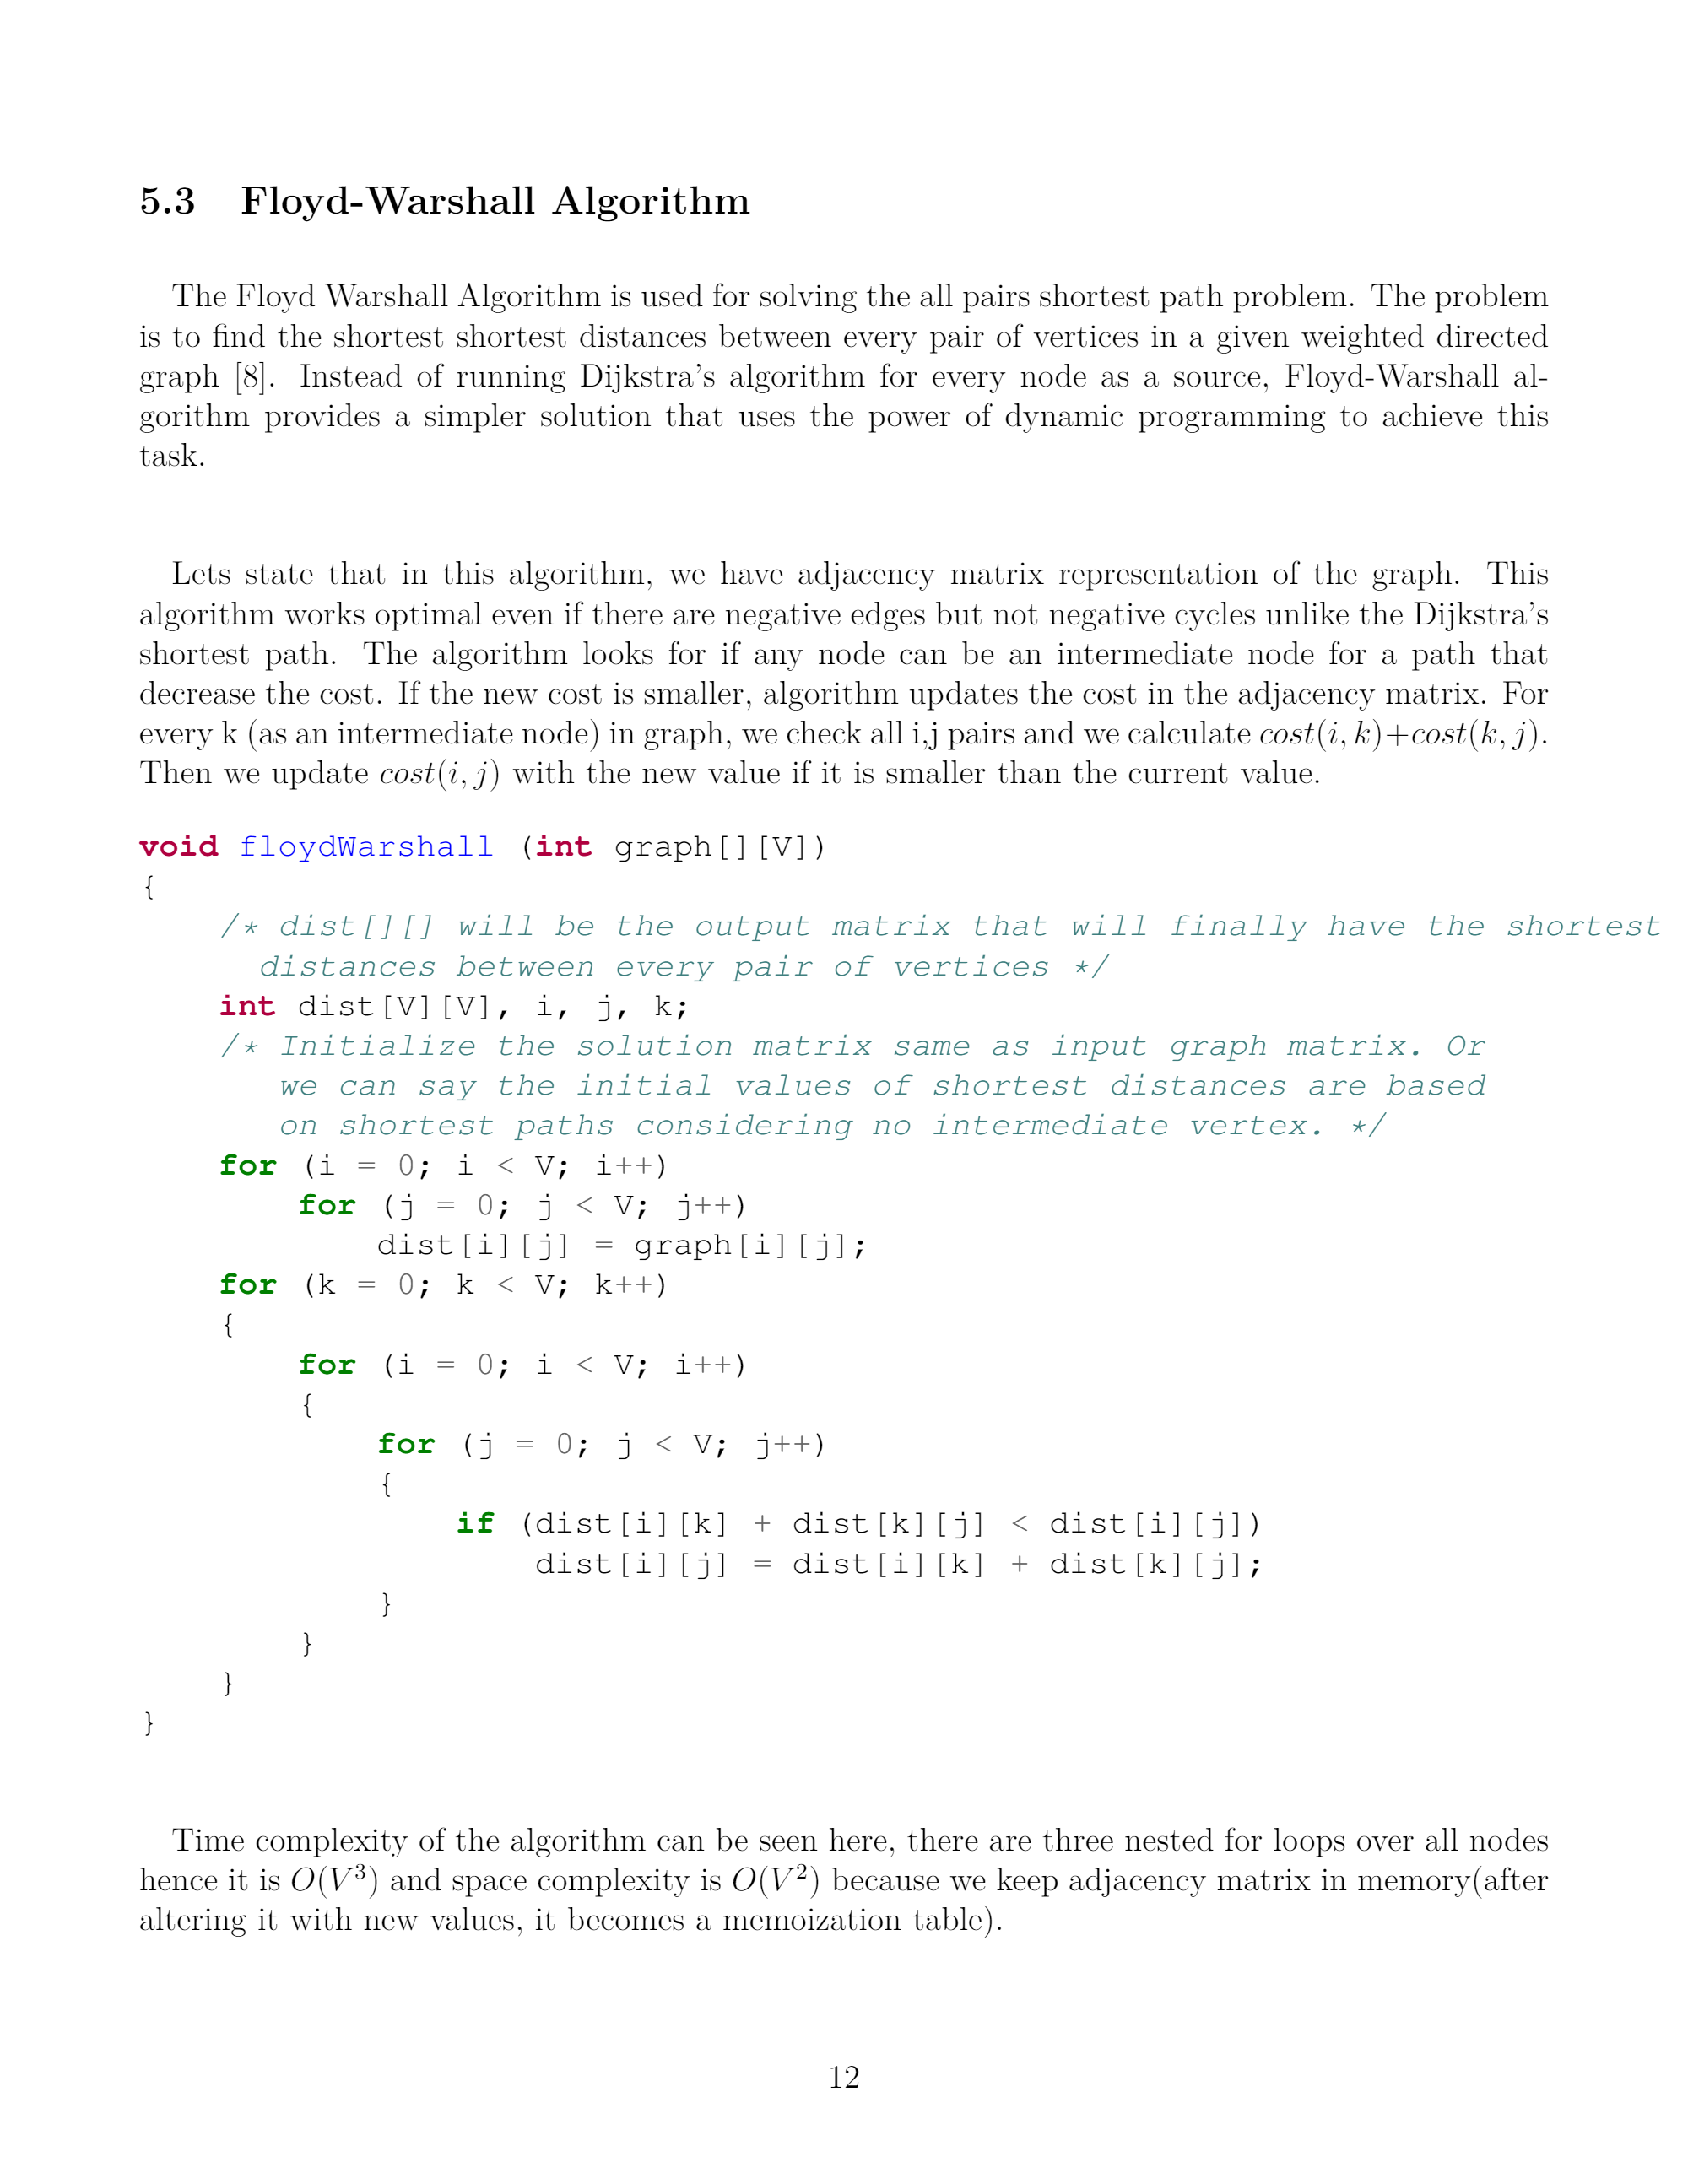 5.3 Floyd-Warshall Algorithm
The Floyd Warshall Algorithm is used for solving the all pairs shortest path problem. The problem
is to find the shortest shortest distances between every pair of vertices in a given weighted directed
graph [8]. Instead of running Dijkstra's algorithm for every node as a source, Floyd-Warshall al-
gorithm provides a simpler solution that uses the power of dynamic programming to achieve this
task.
Lets state that in this algorithm, we have adjacency matrix representation of the graph. This
algorithm works optimal even if there are negative edges but not negative cycles unlike the Dijkstra's
shortest path. The algorithm looks for if any node can be an intermediate node for a path that
decrease the cost. If the new cost is smaller, algorithm updates the cost in the adjacency matrix. For
every k (as an intermediate node) in graph, we check all i,j pairs and we calculate cost(i, k)+cost(k, j).
Then we update cost(i, j) with the new value if it is smaller than the current value.
void floydWarshall (int graph[][V])
{
    /* dist[][] will be the output matrix that will finally have the shortest
      distances between every pair of vertices */
    int dist[V][V], i, j, k;
    /* Initialize the solution matrix same as input graph matrix. Or
       we can say the initial values of shortest distances are based
       on shortest paths considering no intermediate vertex. */
    for (i = 0; i < V; i++)
        for (j = 0; j < V; j++)
            dist[i][j] = graph[i][j];
    for (k = 0; k < V; k++)
    {
        for (i = 0; i < V; i++)
        {
            for (j = 0; j < V; j++)
            {
                if (dist[i][k] + dist[k][j] < dist[i][j])
                    dist[i][j] = dist[i][k] + dist[k][j];
            }
        }
    }
}
Time complexity of the algorithm can be seen here, there are three nested for loops over all nodes
hence it is O(V³) and space complexity is O(V²) because we keep adjacency matrix in memory(after
altering it with new values, it becomes a memoization table).
12